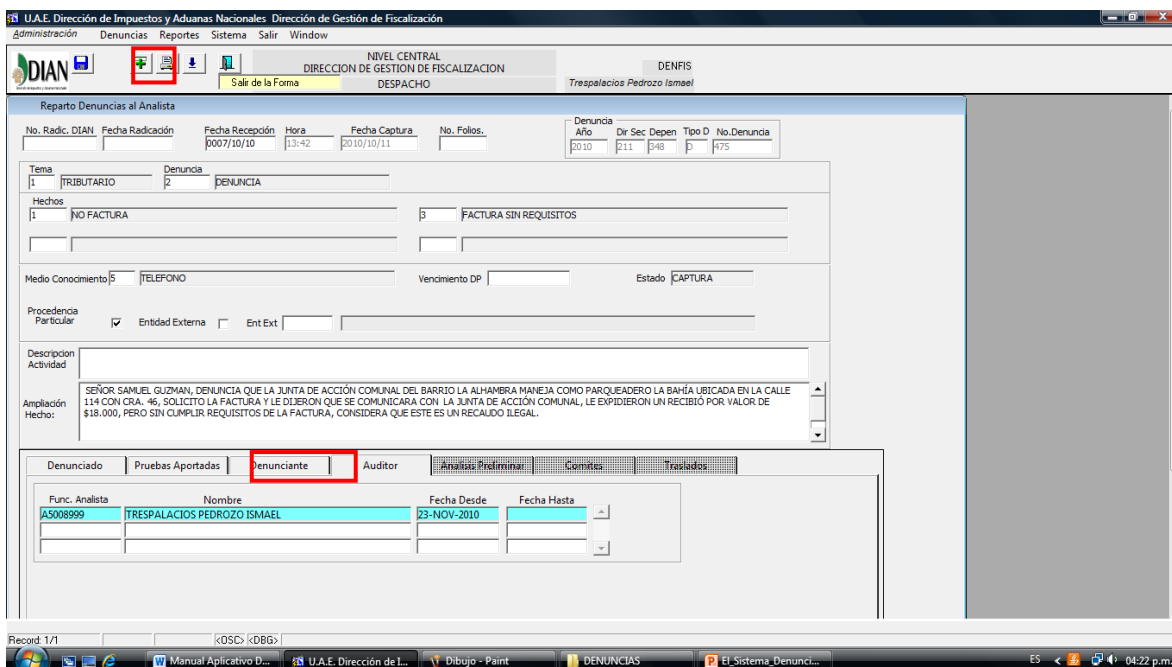 U.A.E. Dirección de Impuestos y Aduanas Nacionales Dirección de Gestión de Fiscalización
Administración Denuncias Reportes Sistema Salir Window
DIAN
NIVEL CENTRAL
DIRECCION DE GESTION DE FISCALIZACION DENFIS
Salir de la Forma DESPACHO Trespalacios Pedrozo Ismael
Reparto Denuncias al Analista
Denuncia
No. Radic. DIAN Fecha Radicación Fecha Recepción Hora Fecha Captura No. Folios. Año Dir Sec Depen Tipo D No.Denuncia
0007/10/10 13:42 2010/10/11 2010 211 348 D 475
Tema Denuncia
1 TRIBUTARIO 2 DENUNCIA
Hechos
1 NO FACTURA 3 FACTURA SIN REQUISITOS
Medio Conocimiento 5 TELEFONO Vencimiento DP Estado CAPTURA
Procedencia
Particular Entidad Externa Ent Ext
Descripcion
Actividad
SEÑOR SAMUEL GUZMAN, DENUNCIA QUE LA JUNTA DE ACCIÓN COMUNAL DEL BARRIO LA ALHAMBRA MANEJA COMO PARQUEADERO LA BAHÍA UBICADA EN LA CALLE
Ampliación 114 CON CRA. 46, SOLICITO LA FACTURA Y LE DIJERON QUE SE COMUNICARA CON LA JUNTA DE ACCIÓN COMUNAL, LE EXPIDIERON UN RECIBIÓ POR VALOR DE
Hecho: $18.000, PERO SIN CUMPLIR REQUISITOS DE LA FACTURA, CONSIDERA QUE ESTE ES UN RECAUDO ILEGAL.
Denunciado Pruebas Aportadas Denunciante Auditor Analisis Preliminar Comites Traslados
Func. Analista Nombre Fecha Desde Fecha Hasta
A5008999 TRESPALACIOS PEDROZO ISMAEL 23-NOV-2010
Record: 1/1 <OSC> <DBG>
Manual Aplicativo D... U.A.E. Dirección de I... Dibujo - Paint DENUNCIAS El_Sistema_Denunci... ES 04:22 p.m.